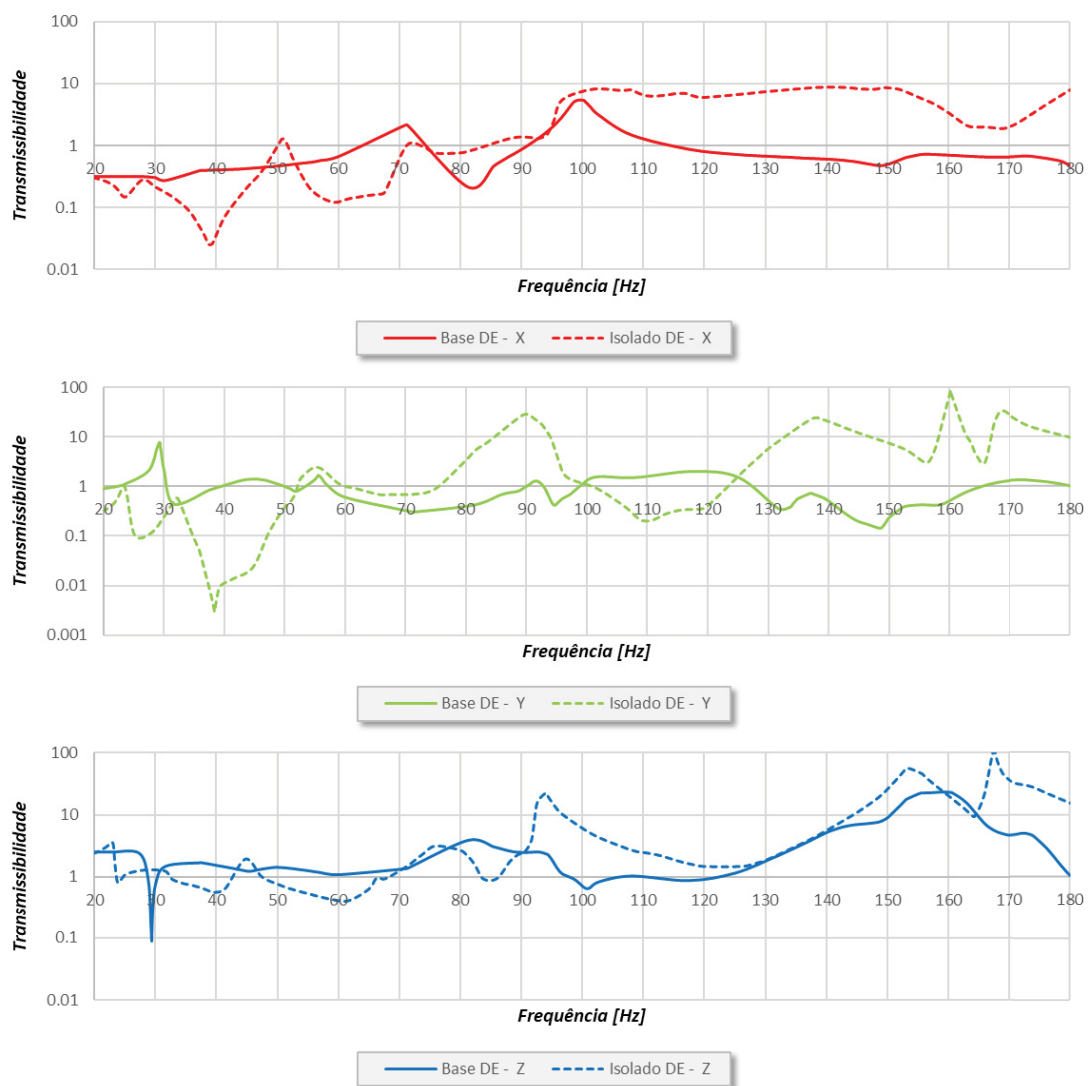 100
10
1
0.1
0.01
Transmissibilidade
20 30 40 50 60 70 80 90 100 110 120 130 140 150 160 170 180
Frequência [Hz]
Base DE - X Isolado DE - X
100
10
1
0.1
0.01
0.001
Transmissibilidade
20 30 40 50 60 70 80 90 100 110 120 130 140 150 160 170 180
Frequência [Hz]
Base DE - Y Isolado DE - Y
100
10
1
0.1
0.01
Transmissibilidade
20 30 40 50 60 70 80 90 100 110 120 130 140 150 160 170 180
Frequência [Hz]
Base DE - Z Isolado DE - Z